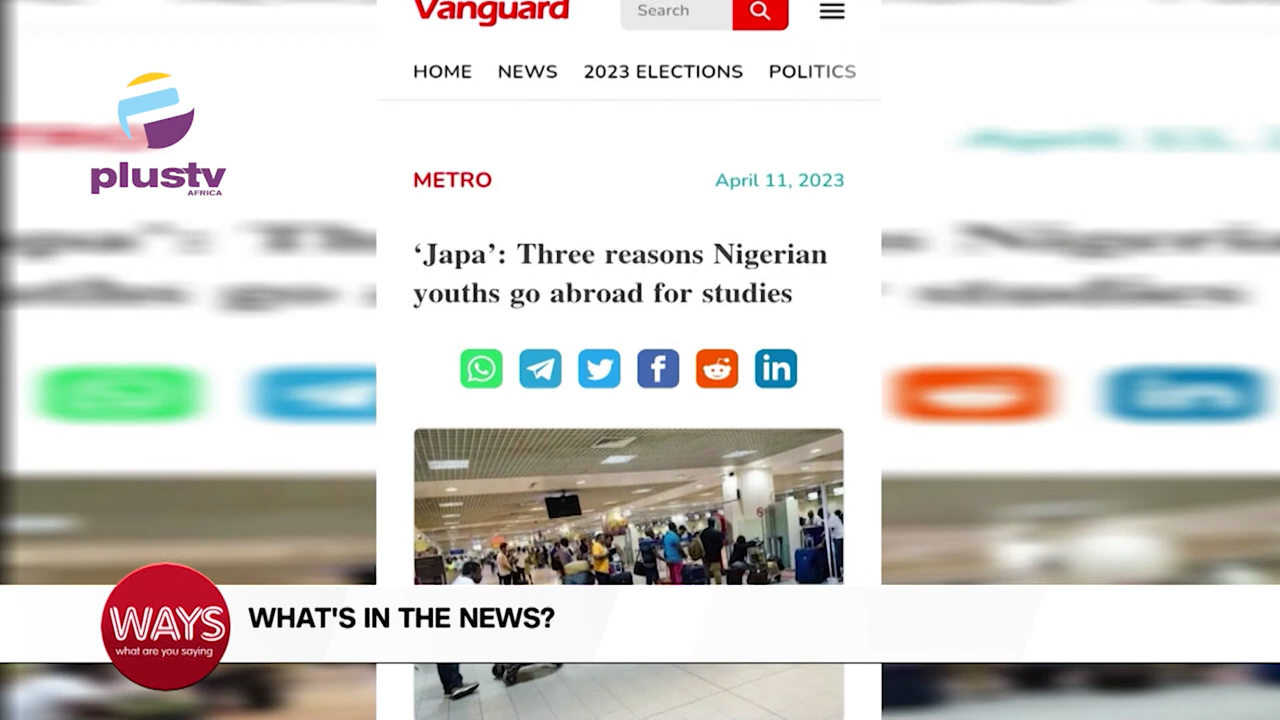 Vanguard
Search
HOME NEWS 2023 ELECTIONS POLITICS
plustv
AFRICA
METRO April 11, 2023
‘Japa’: Three reasons Nigerian
youths go abroad for studies
WAYS
what are you saying
WHAT'S IN THE NEWS?